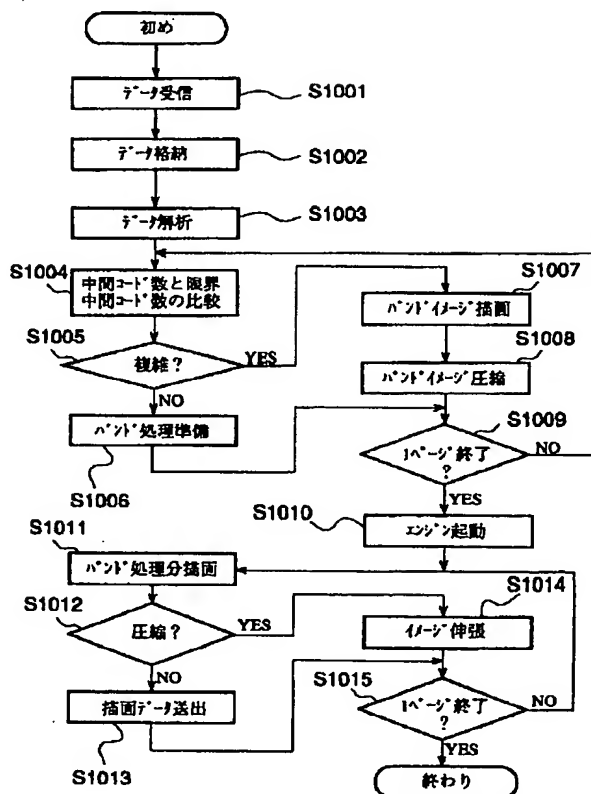 初め
データ受信
S1001
データ格納
S1002
データ解析
S1003
S1004
中間コード数と限界
中間コード数の比較
S1005
複雑?
YES
NO
バンド処理準備
S1006
S1007
バンドイメージ描画
S1008
バンドイメージ圧縮
S1009
1ページ終了
?
NO
YES
S1010
エンジン起動
S1011
バンド処理分描画
S1012
圧縮?
YES
NO
描画データ送出
S1013
S1014
イメージ伸張
S1015
1ページ終了
?
NO
YES
終わり